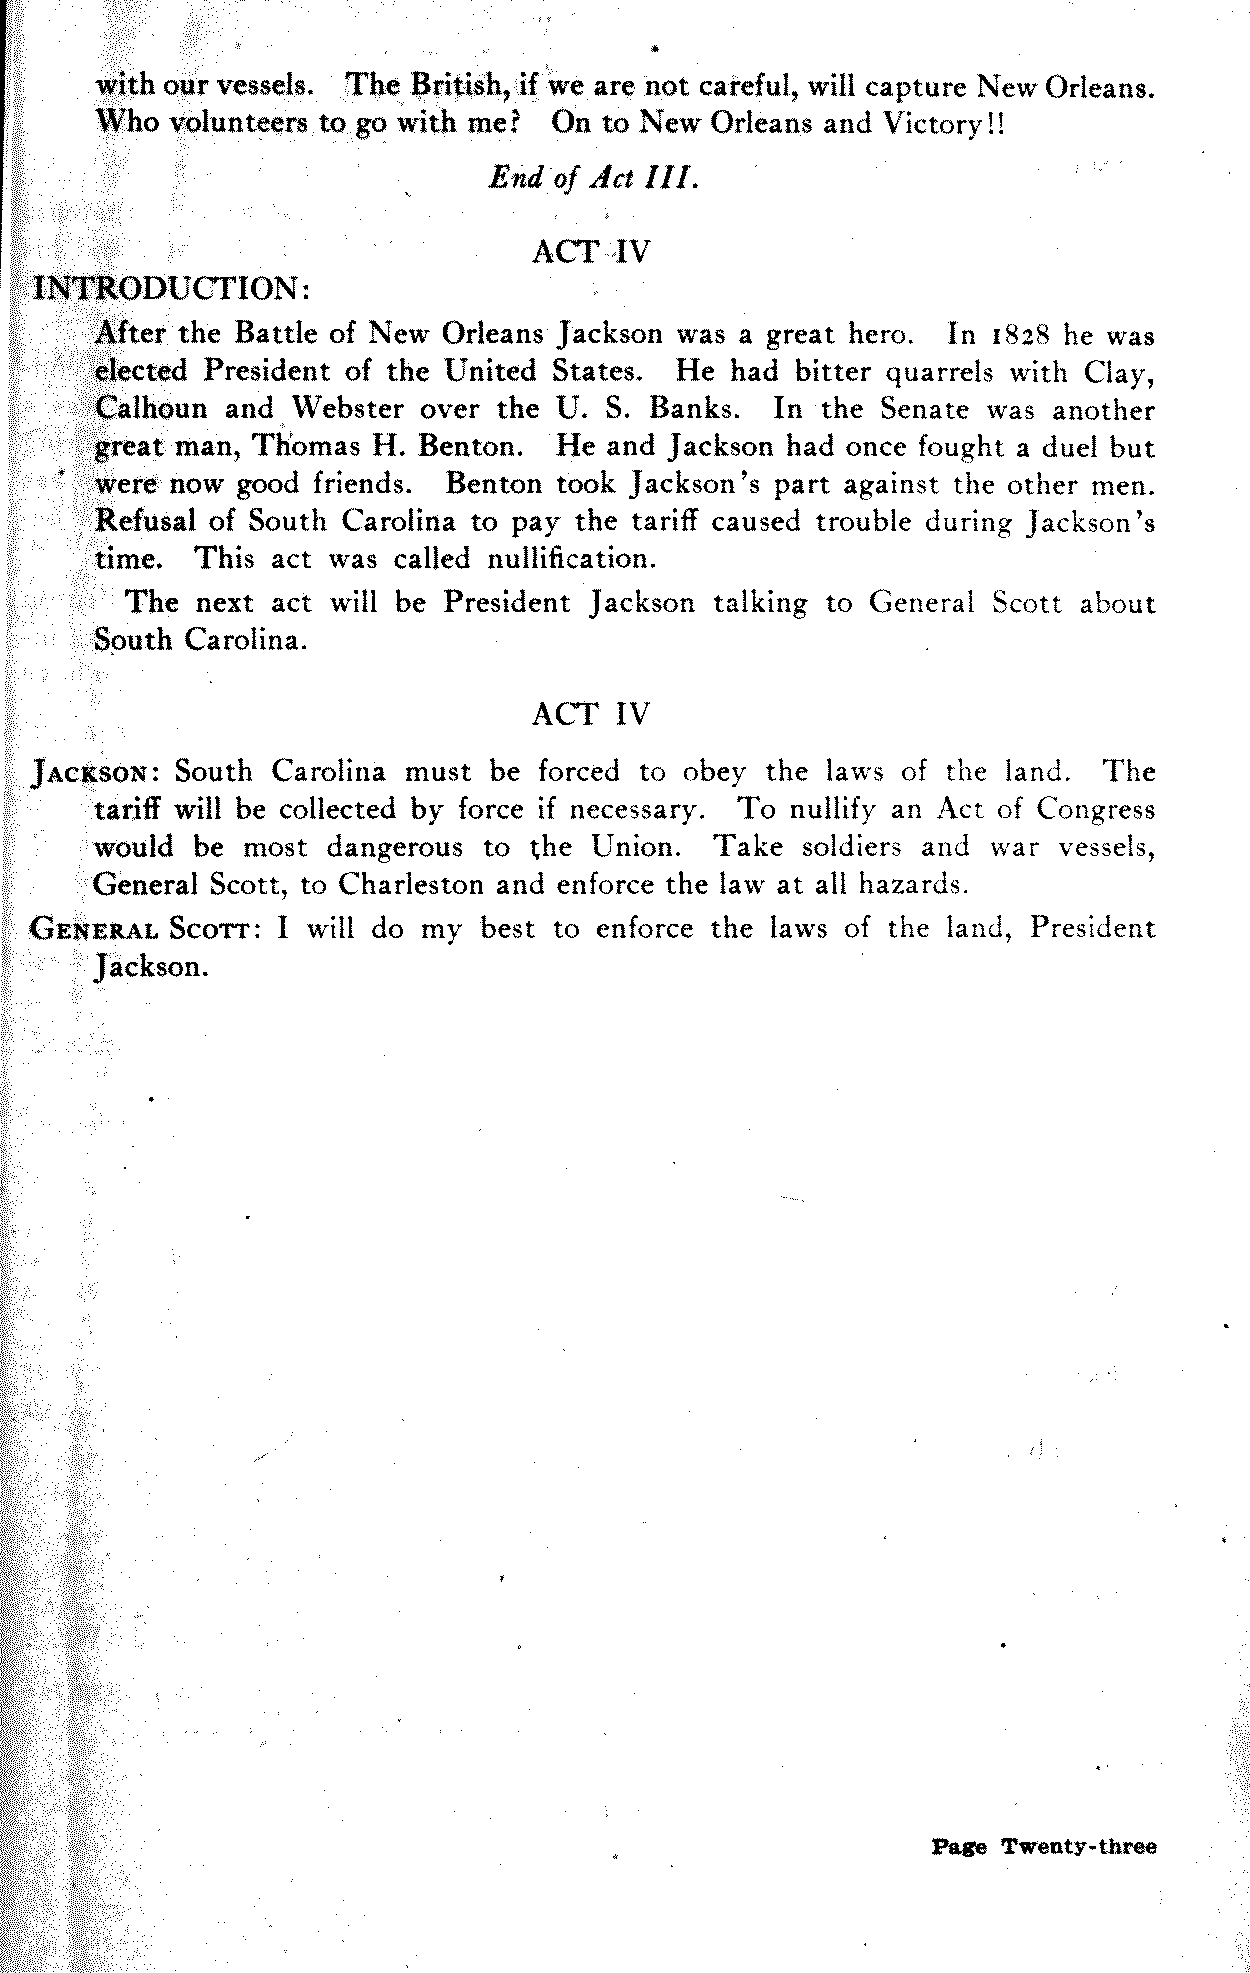 with our vessels. The British, if we are not careful, will capture New Orleans.
Who volunteers to go with me? On to New Orleans and Victory!!
End of Act III.
ACT IV
INTRODUCTION:
After the Battle of New Orleans Jackson was a great hero. In 1828 he was
elected President of the United States. He had bitter quarrels with Clay,
Calhoun and Webster over the U. S. Banks. In the Senate was another
great man, Thomas H. Benton. He and Jackson had once fought a duel but
were now good friends. Benton took Jackson's part against the other men.
Refusal of South Carolina to pay the tariff caused trouble during Jackson's
time. This act was called nullification.
The next act will be President Jackson talking to General Scott about
South Carolina.
ACT IV
JACKSON: South Carolina must be forced to obey the laws of the land. The
tariff will be collected by force if necessary. To nullify an Act of Congress
would be most dangerous to the Union. Take soldiers and war vessels,
General Scott, to Charleston and enforce the law at all hazards.
GENERAL SCOTT: I will do my best to enforce the laws of the land, President
Jackson.
Page Twenty-three